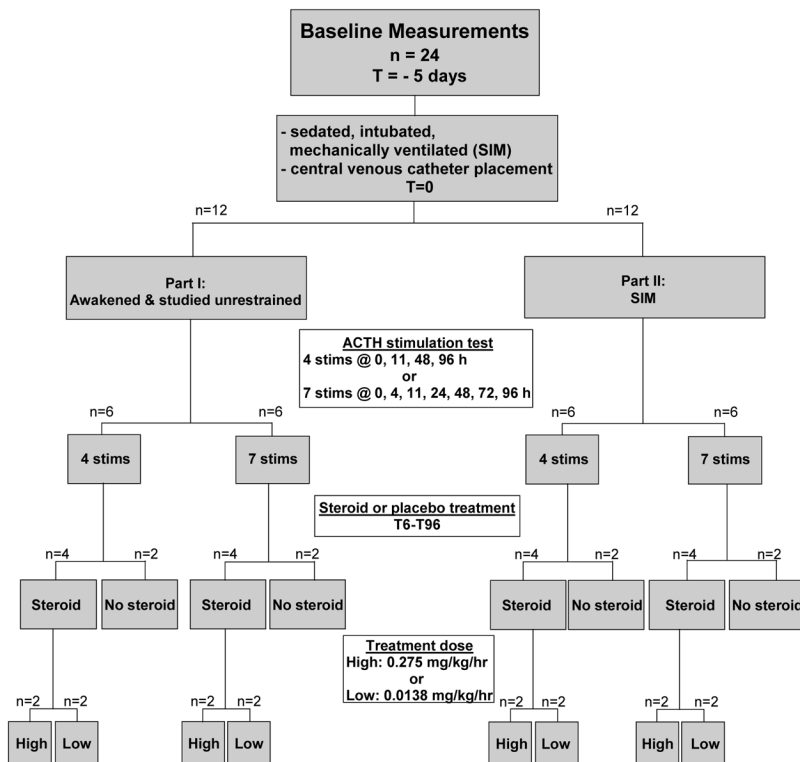 Baseline Measurements
n = 24
T = - 5 days
- sedated, intubated,
mechanically ventilated (SIM)
- central venous catheter placement
T=0
n=12
n=12
Part I:
Awakened & studied unrestrained
Part II:
SIM
ACTH stimulation test
4 stims @ 0, 11, 48, 96 h
or
7 stims @ 0, 4, 11, 24, 48, 72, 96 h
n=6
n=6
n=6
n=6
4 stims
7 stims
4 stims
7 stims
Steroid or placebo treatment
T6-T96
n=4
n=2
n=4
n=2
n=4
n=2
n=4
n=2
Steroid
No steroid
Steroid
No steroid
Steroid
No steroid
Steroid
No steroid
Treatment dose
High: 0.275 mg/kg/hr
or
Low: 0.0138 mg/kg/hr
n=2
n=2
n=2
n=2
n=2
n=2
n=2
n=2
High
Low
High
Low
High
Low
High
Low